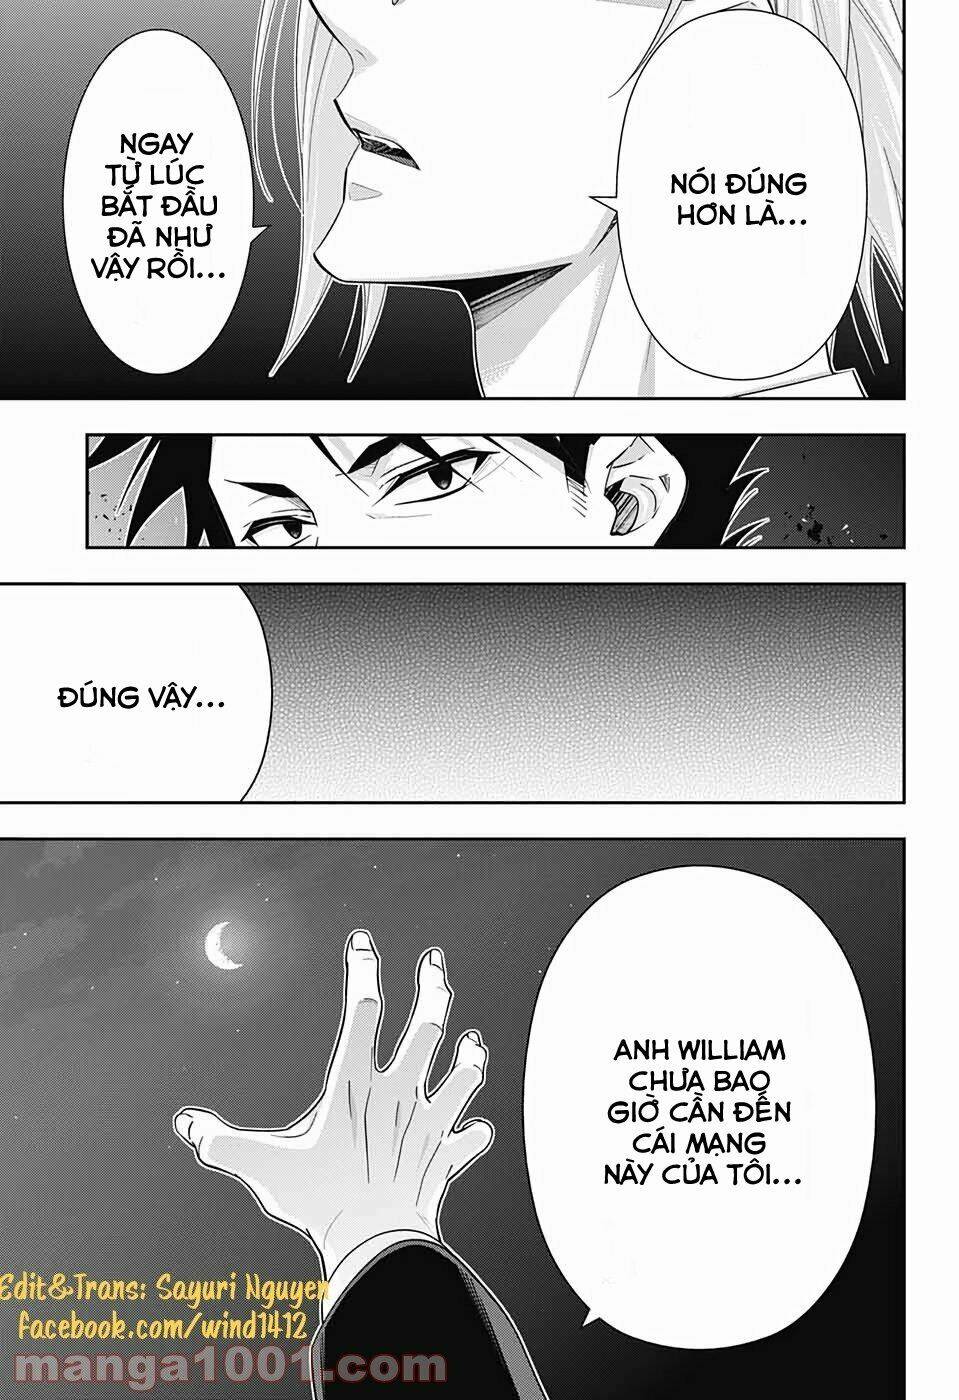 NÓI ĐÚNG
HƠN LÀ...
NGAY
TỪ LÚC
BẮT ĐẦU
ĐÃ NHƯ
VẬY RỒI...
ĐÚNG VẬY...
ANH WILLIAM
CHƯA BAO
GIỜ CẦN ĐẾN
CÁI MẠNG
NÀY CỦA TÔI...
Edit&Trans: Sayuri Nguyen
facebook.com/wind1412
manga1001.com